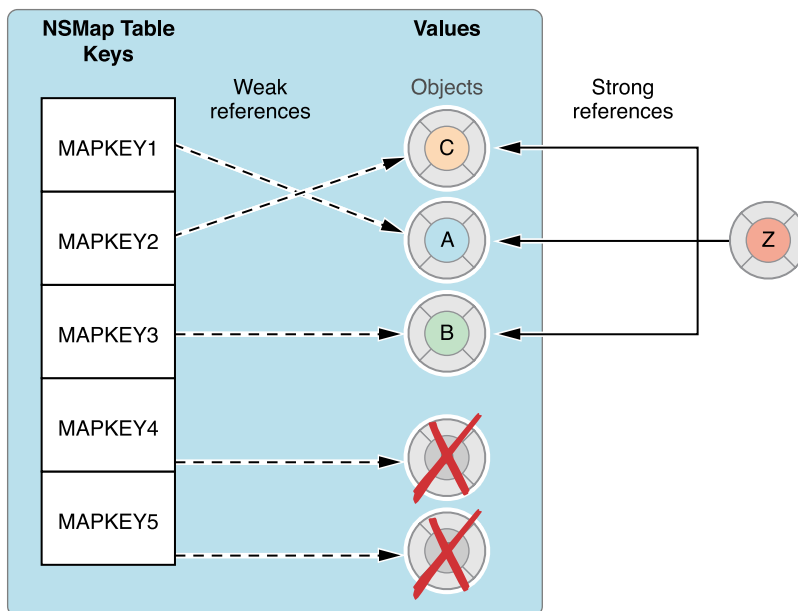 NSMap Table
Keys
Values
Weak
references
Objects
Strong
references
MAPKEY1
MAPKEY2
MAPKEY3
MAPKEY4
MAPKEY5
C
A
B
Z